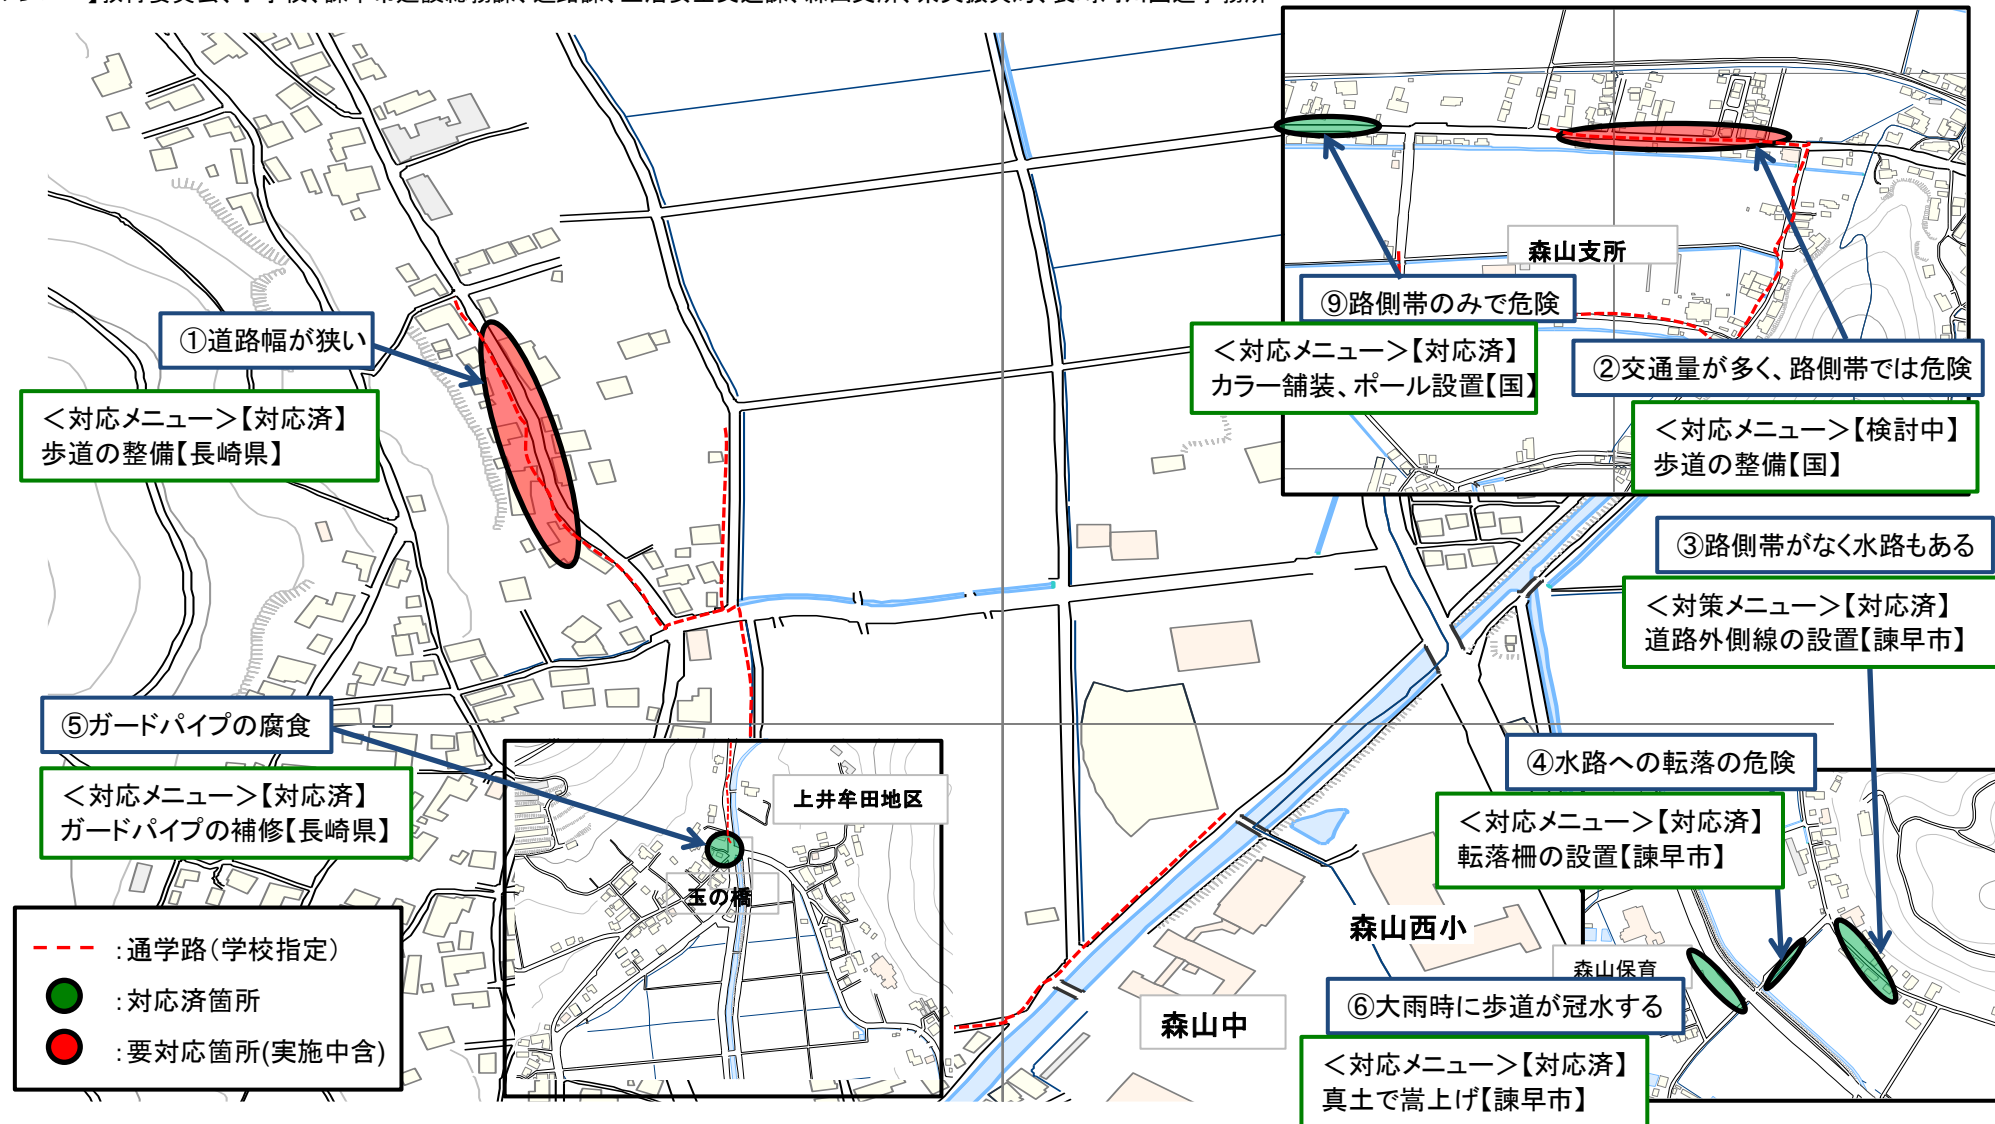 森山支所
①道路幅が狭い
<対応メニュー>【対応済】
歩道の整備【長崎県】
⑨路側帯のみで危険
<対応メニュー>【対応済】
カラー舗装、ポール設置【国】
②交通量が多く、路側帯では危険
<対応メニュー>【検討中】
歩道の整備【国】
③路側帯がなく水路もある
<対策メニュー>【対応済】
道路外側線の設置【諫早市】
⑤ガードパイプの腐食
<対応メニュー>【対応済】
ガードパイプの補修【長崎県】
上井牟田地区
玉の橋
④水路への転落の危険
<対応メニュー>【対応済】
転落柵の設置【諫早市】
森山西小
森山保育
森山中
⑥大雨時に歩道が冠水する
<対応メニュー>【対応済】
真土で嵩上げ【諫早市】
:通学路(学校指定)
:対応済箇所
:要対応箇所(実施中含)